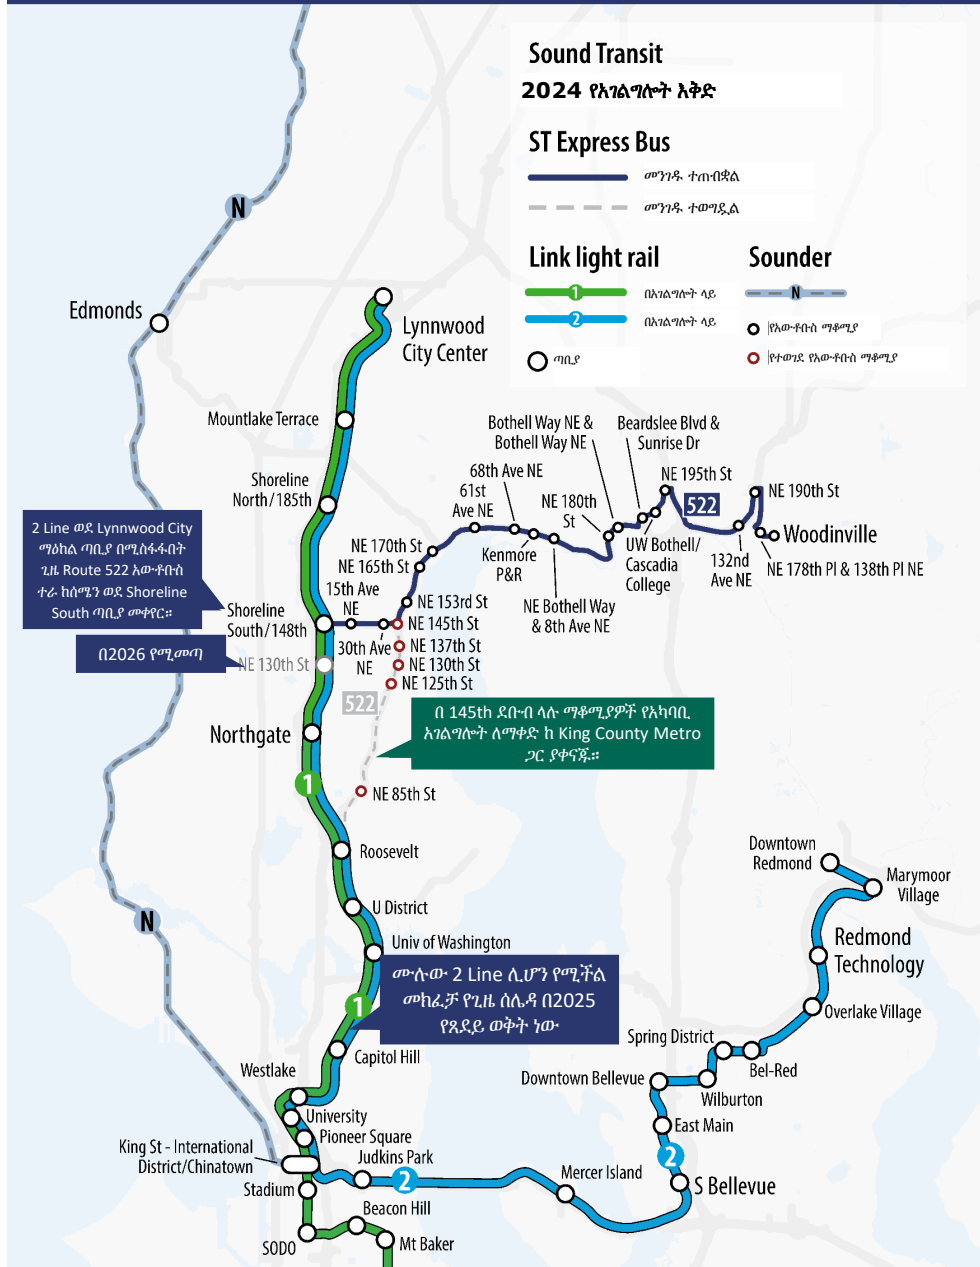 Sound Transit
2024 የአገልግሎት እቅድ
ST Express Bus
መንገዱ ተጠብቋል
መንገዱ ተወግዷል
Link light rail
Sounder
1
በአገልግሎት ላይ
N
2
በአገልግሎት ላይ
የአውቶቡስ ማቆሚያ
ጣቢያ
የተወገደ የአውቶቡስ ማቆሚያ
N
Edmonds
Lynnwood
City Center
Mountlake Terrace
Shoreline
North/185th
2 Line ወደ Lynnwood City
ማዕከል ጣቢያ በሚስፋፋበት
ጊዜ Route 522 አውቶቡስ
ተራ ከሰሜን ወደ Shoreline
South ጣቢያ መቀየር።
Shoreline
South/148th
በ2026 የሚመጣ
NE 130th St
Bothell Way NE &
Bothell Way NE
Beardslee Blvd &
Sunrise Dr
68th Ave NE
61st
Ave NE
NE 180th
St
NE 195th St
522
NE 190th St
Woodinville
NE 170th St
NE 165th St
Kenmore
P&R
UW Bothell/
Cascadia
College
132nd
Ave NE
NE 178th Pl & 138th Pl NE
15th Ave
NE
NE 153rd St
NE Bothell Way
& 8th Ave NE
NE 145th St
30th Ave
NE
NE 137th St
NE 130th St
NE 125th St
522
በ 145th ደቡብ ላሉ ማቆሚያዎች የአካባቢ
አገልግሎት ለማቀድ ከ King County Metro
ጋር ያቀናጁ።
Northgate
1
NE 85th St
Roosevelt
U District
Univ of Washington
N
ሙሉው 2 Line ሊሆን የሚችል
መክፈቻ የጊዜ ሰሌዳ በ2025
የጸደይ ወቅት ነው
1
Capitol Hill
Westlake
University
Pioneer Square
King St - International
District/Chinatown
Judkins Park
2
Stadium
Beacon Hill
SODO
Mt Baker
Mercer Island
S Bellevue
2
East Main
Downtown Bellevue
Wilburton
Spring District
Bel-Red
Overlake Village
Redmond
Technology
Marymoor
Village
Downtown
Redmond